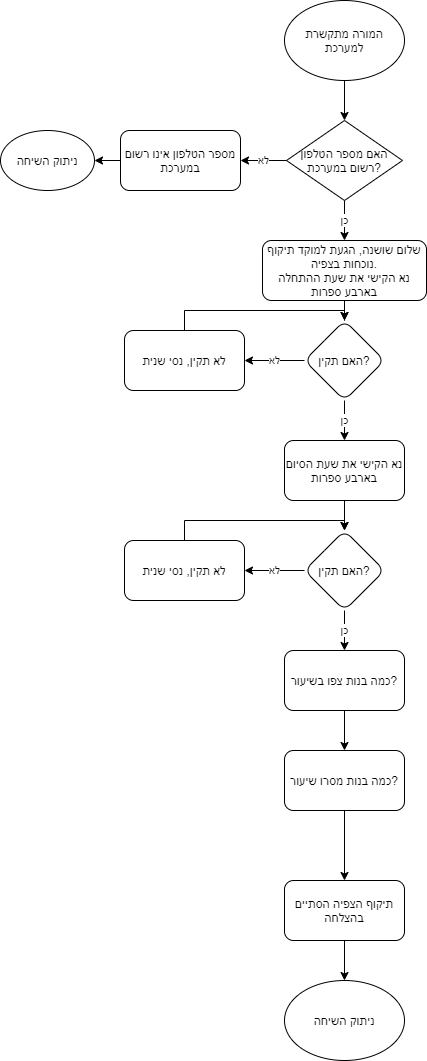 המורה מתקשרת
למערכת
האם מספר הטלפון
רשום במערכת?
לא
מספר הטלפון אינו רשום
במערכת
ניתוק השיחה
כן
שלום שושנה, הגעת למוקד תיקוף
נוכחות בצפיה.
נא הקישי את שעת ההתחלה
בארבע ספרות
האם תקין?
לא
לא תקין, נסי שנית
כן
נא הקישי את שעת הסיום
בארבע ספרות
האם תקין?
לא
לא תקין, נסי שנית
כן
כמה בנות צפו בשיעור?
כמה בנות מסרו שיעור?
תיקוף הצפיה הסתיים
בהצלחה
ניתוק השיחה